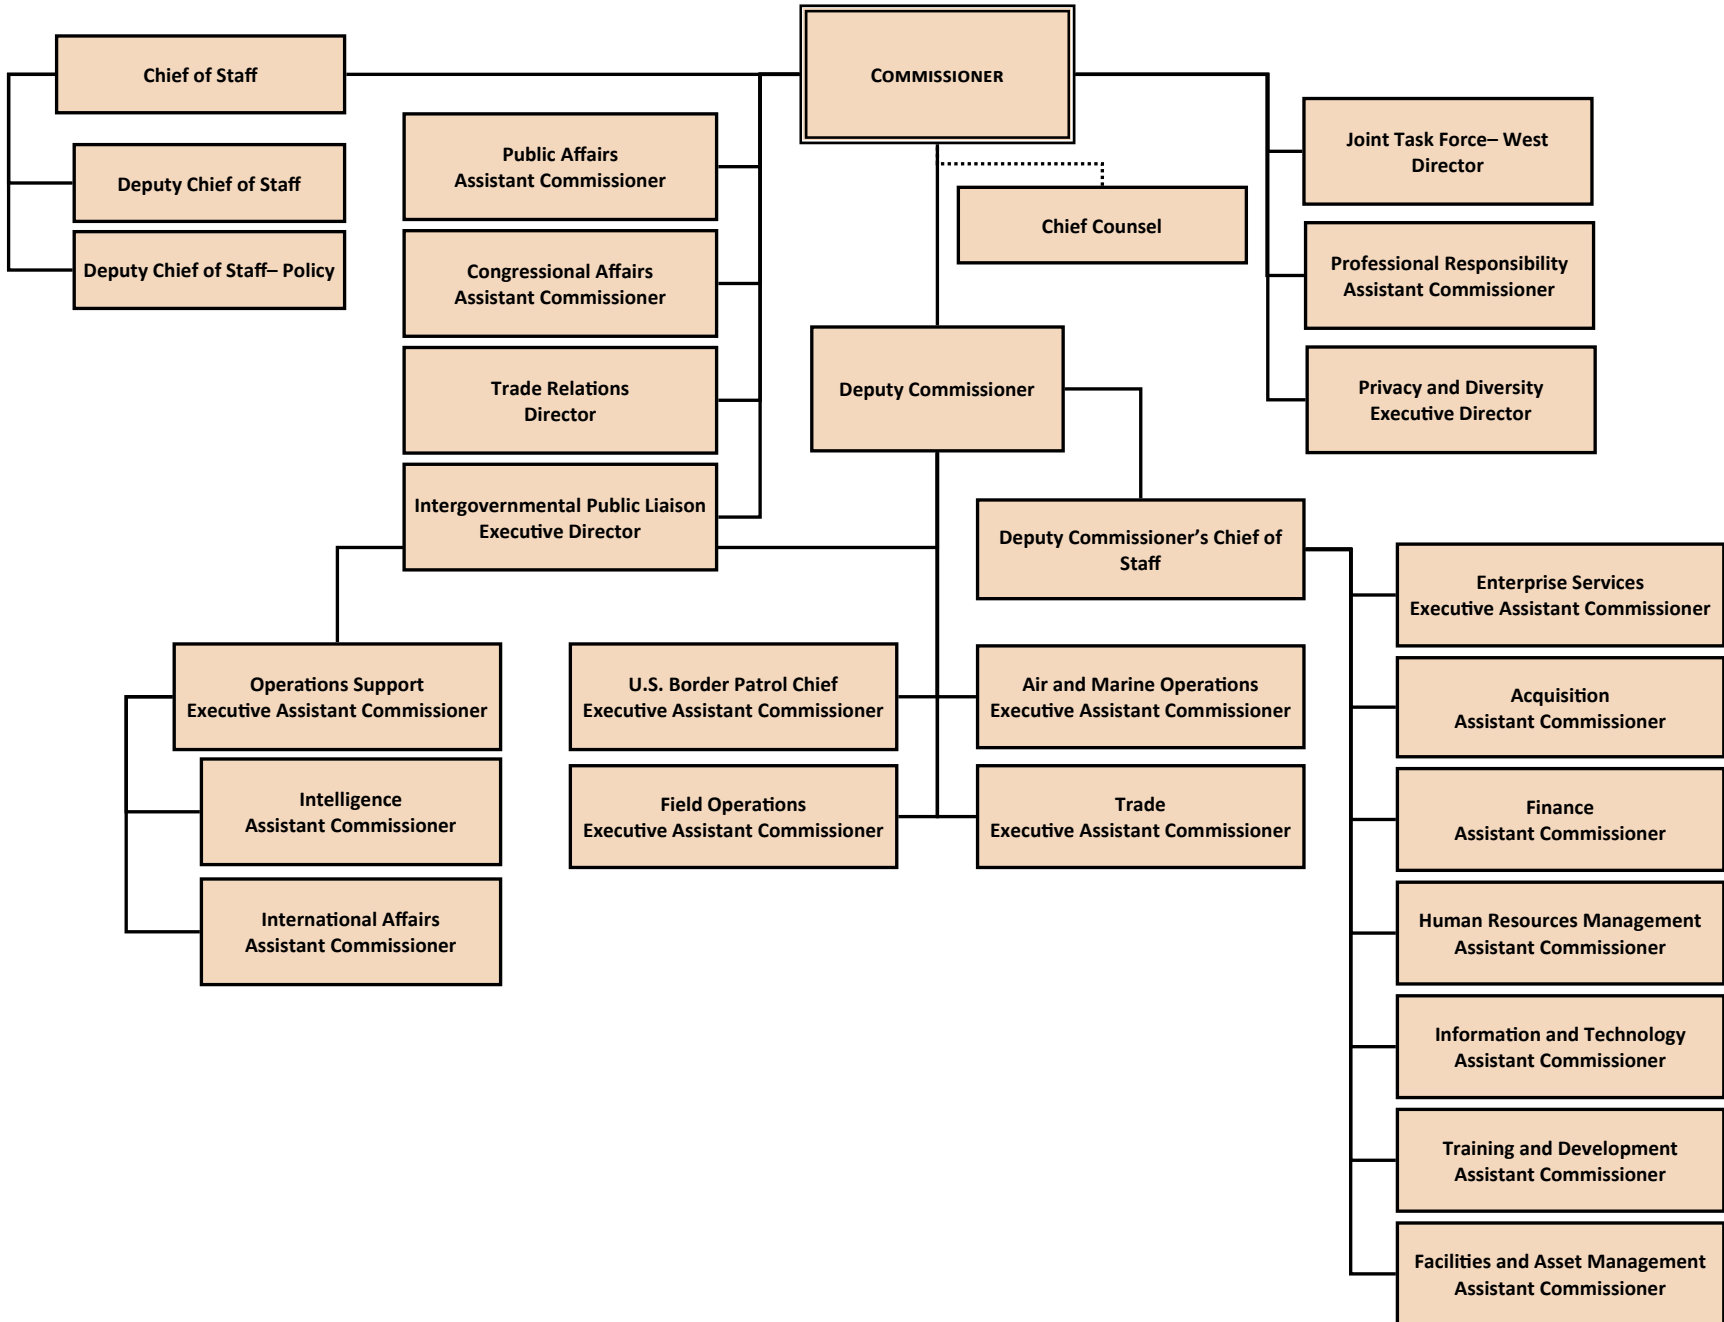 Chief of Staff
COMMISSIONER
Deputy Chief of Staff
Deputy Chief of Staff– Policy
Public Affairs
Assistant Commissioner
Congressional Affairs
Assistant Commissioner
Trade Relations
Director
Intergovernmental Public Liaison
Executive Director
Chief Counsel
Joint Task Force– West
Director
Professional Responsibility
Assistant Commissioner
Privacy and Diversity
Executive Director
Deputy Commissioner
Deputy Commissioner’s Chief of
Staff
Operations Support
Executive Assistant Commissioner
Intelligence
Assistant Commissioner
International Affairs
Assistant Commissioner
U.S. Border Patrol Chief
Executive Assistant Commissioner
Field Operations
Executive Assistant Commissioner
Air and Marine Operations
Executive Assistant Commissioner
Trade
Executive Assistant Commissioner
Enterprise Services
Executive Assistant Commissioner
Acquisition
Assistant Commissioner
Finance
Assistant Commissioner
Human Resources Management
Assistant Commissioner
Information and Technology
Assistant Commissioner
Training and Development
Assistant Commissioner
Facilities and Asset Management
Assistant Commissioner